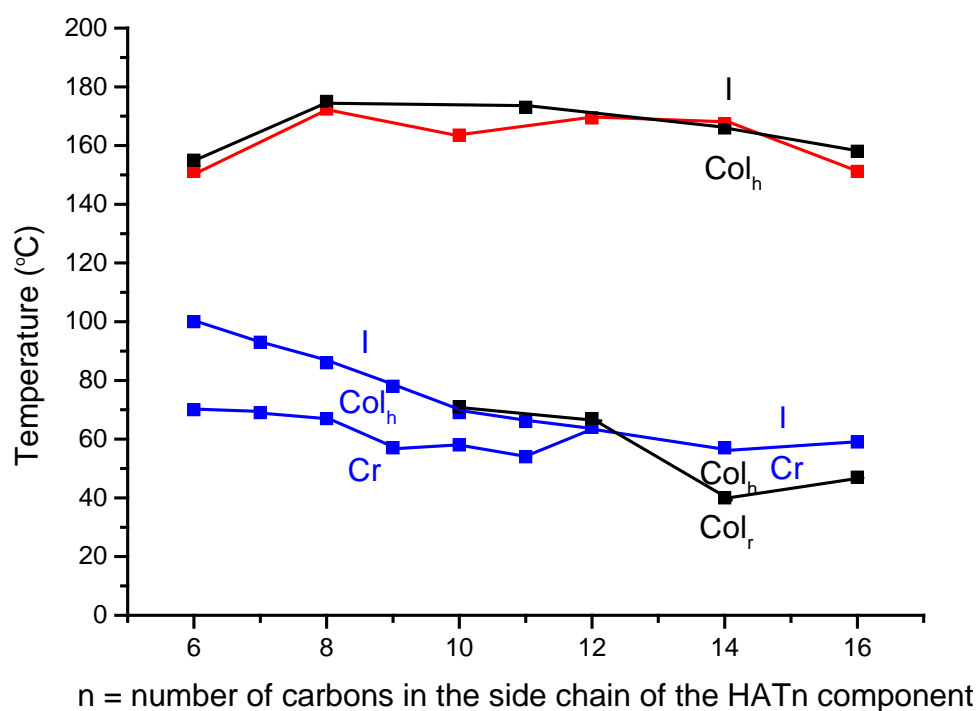 200
180
160
140
120
100
80
60
40
20
0
Temperature (°C)
I
Colh
I
Colh
Cr
I
Cr
Colh
Colr
6 8 10 12 14 16
n = number of carbons in the side chain of the HATn component